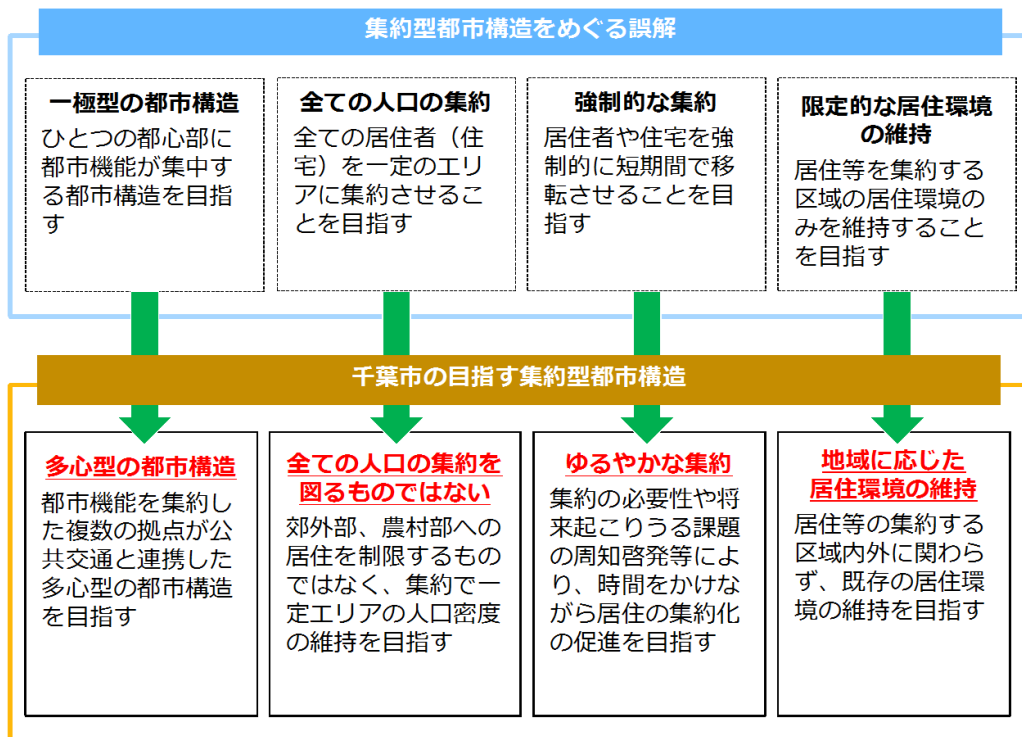 集約型都市構造をめぐる誤解
一極型の都市構造
ひとつの都心部に
都市機能が集中す
る都市構造を目指
す
全ての人口の集約
全ての居住者（住
宅）を一定のエリ
アに集約させるこ
とを目指す
強制的な集約
居住者や住宅を強
制的に短期間で移
転させることを目
指す
限定的な居住環境
の維持
居住等を集約する
区域の居住環境の
みを維持すること
を目指す
千葉市の目指す集約型都市構造
多心型の都市構造
都市機能を集約し
た複数の拠点が公
共交通と連携した
多心型の都市構造
を目指す
全ての人口の集約を
図るものではない
郊外部、農村部への
居住を制限するもの
ではなく、集約で一
定エリアの人口密度
の維持を目指す
ゆるやかな集約
集約の必要性や将
来起こりうる課題
の周知啓発等によ
り、時間をかけな
がら居住の集約化
の促進を目指す
地域に応じた
居住環境の維持
居住等の集約する
区域内外に関わら
ず、既存の居住環
境の維持を目指す